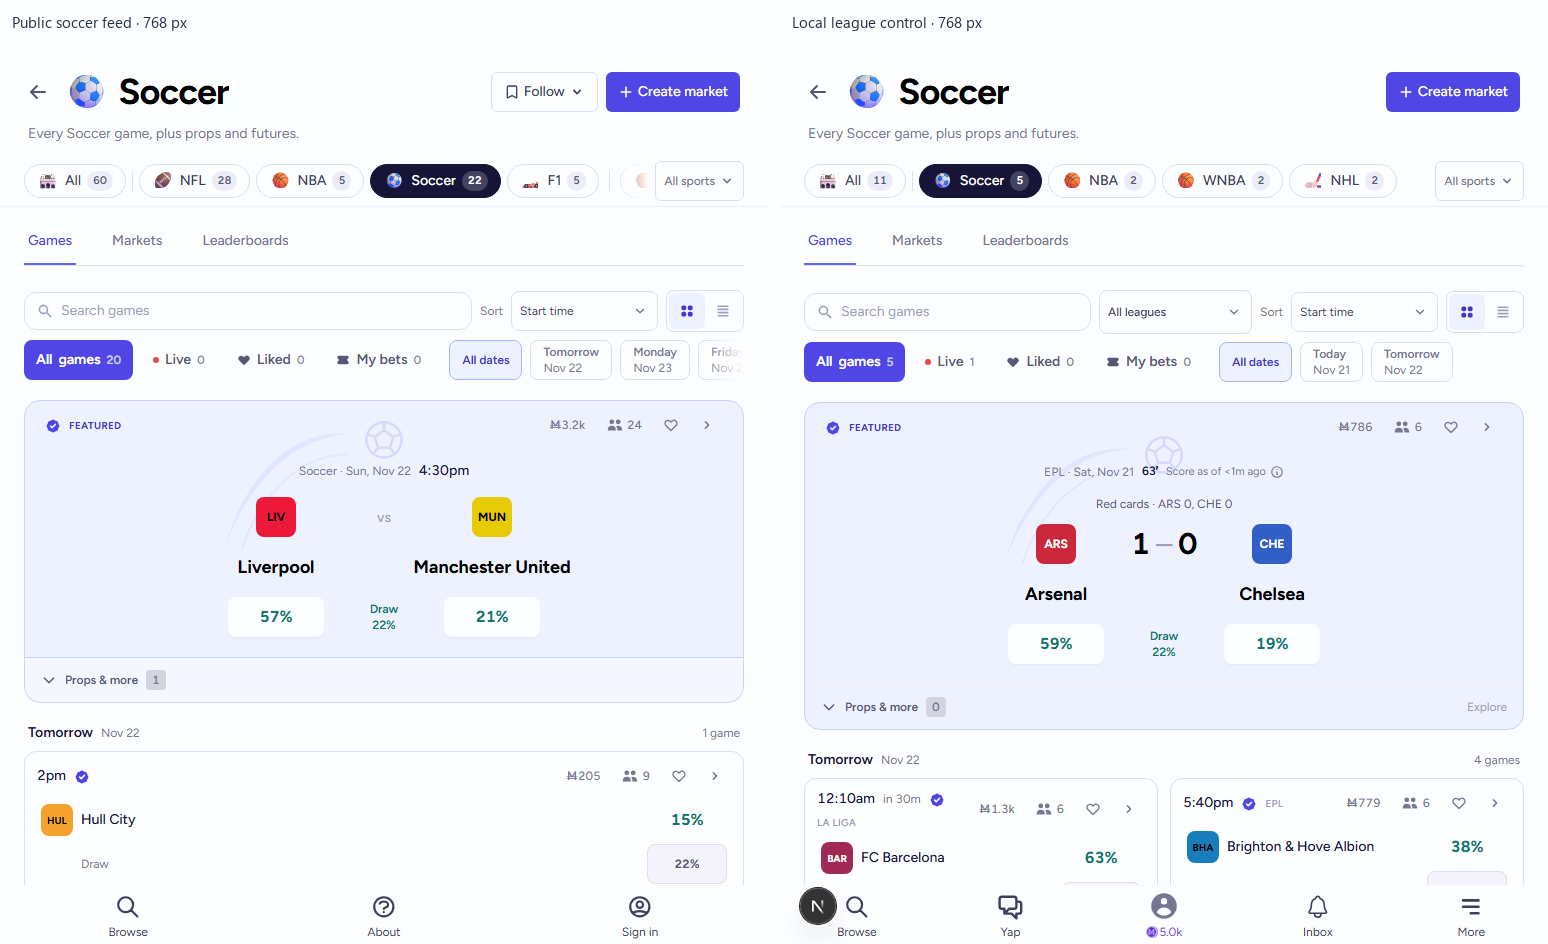 Public soccer feed · 768 px
Soccer
Follow
+ Create market
Every Soccer game, plus props and futures.
All 60
NFL 28
NBA 5
Soccer 22
F1 5
All sports
Games
Markets
Leaderboards
Search games
Sort
Start time
All games 20
Live 0
Liked 0
My bets 0
All dates
Tomorrow
Nov 22
Monday
Nov 23
Friday
Nov 2
FEATURED
M3.2k
24
Soccer · Sun, Nov 22 4:30pm
LIV
vs
MUN
Liverpool
Manchester United
57%
Draw
22%
21%
Props & more 1
Tomorrow Nov 22
1 game
2pm
M205
9
HUL
Hull City
15%
Draw
22%
Browse
About
Sign in
Local league control · 768 px
Soccer
+ Create market
Every Soccer game, plus props and futures.
All 11
Soccer 5
NBA 2
WNBA 2
NHL 2
All sports
Games
Markets
Leaderboards
Search games
All leagues
Sort
Start time
All games 5
Live 1
Liked 0
My bets 0
All dates
Today
Nov 21
Tomorrow
Nov 22
FEATURED
M786
6
EPL · Sat, Nov 21 63' Score as of <1m ago
Red cards · ARS 0, CHE 0
ARS
1 — 0
CHE
Arsenal
Chelsea
59%
Draw
22%
19%
Props & more 0
Explore
Tomorrow Nov 22
4 games
12:10am in 30m
M1.3k
6
LA LIGA
BAR
FC Barcelona
63%
5:40pm
EPL
M779
6
BHA
Brighton & Hove Albion
38%
N
Browse
Yap
M5.0k
Inbox
More